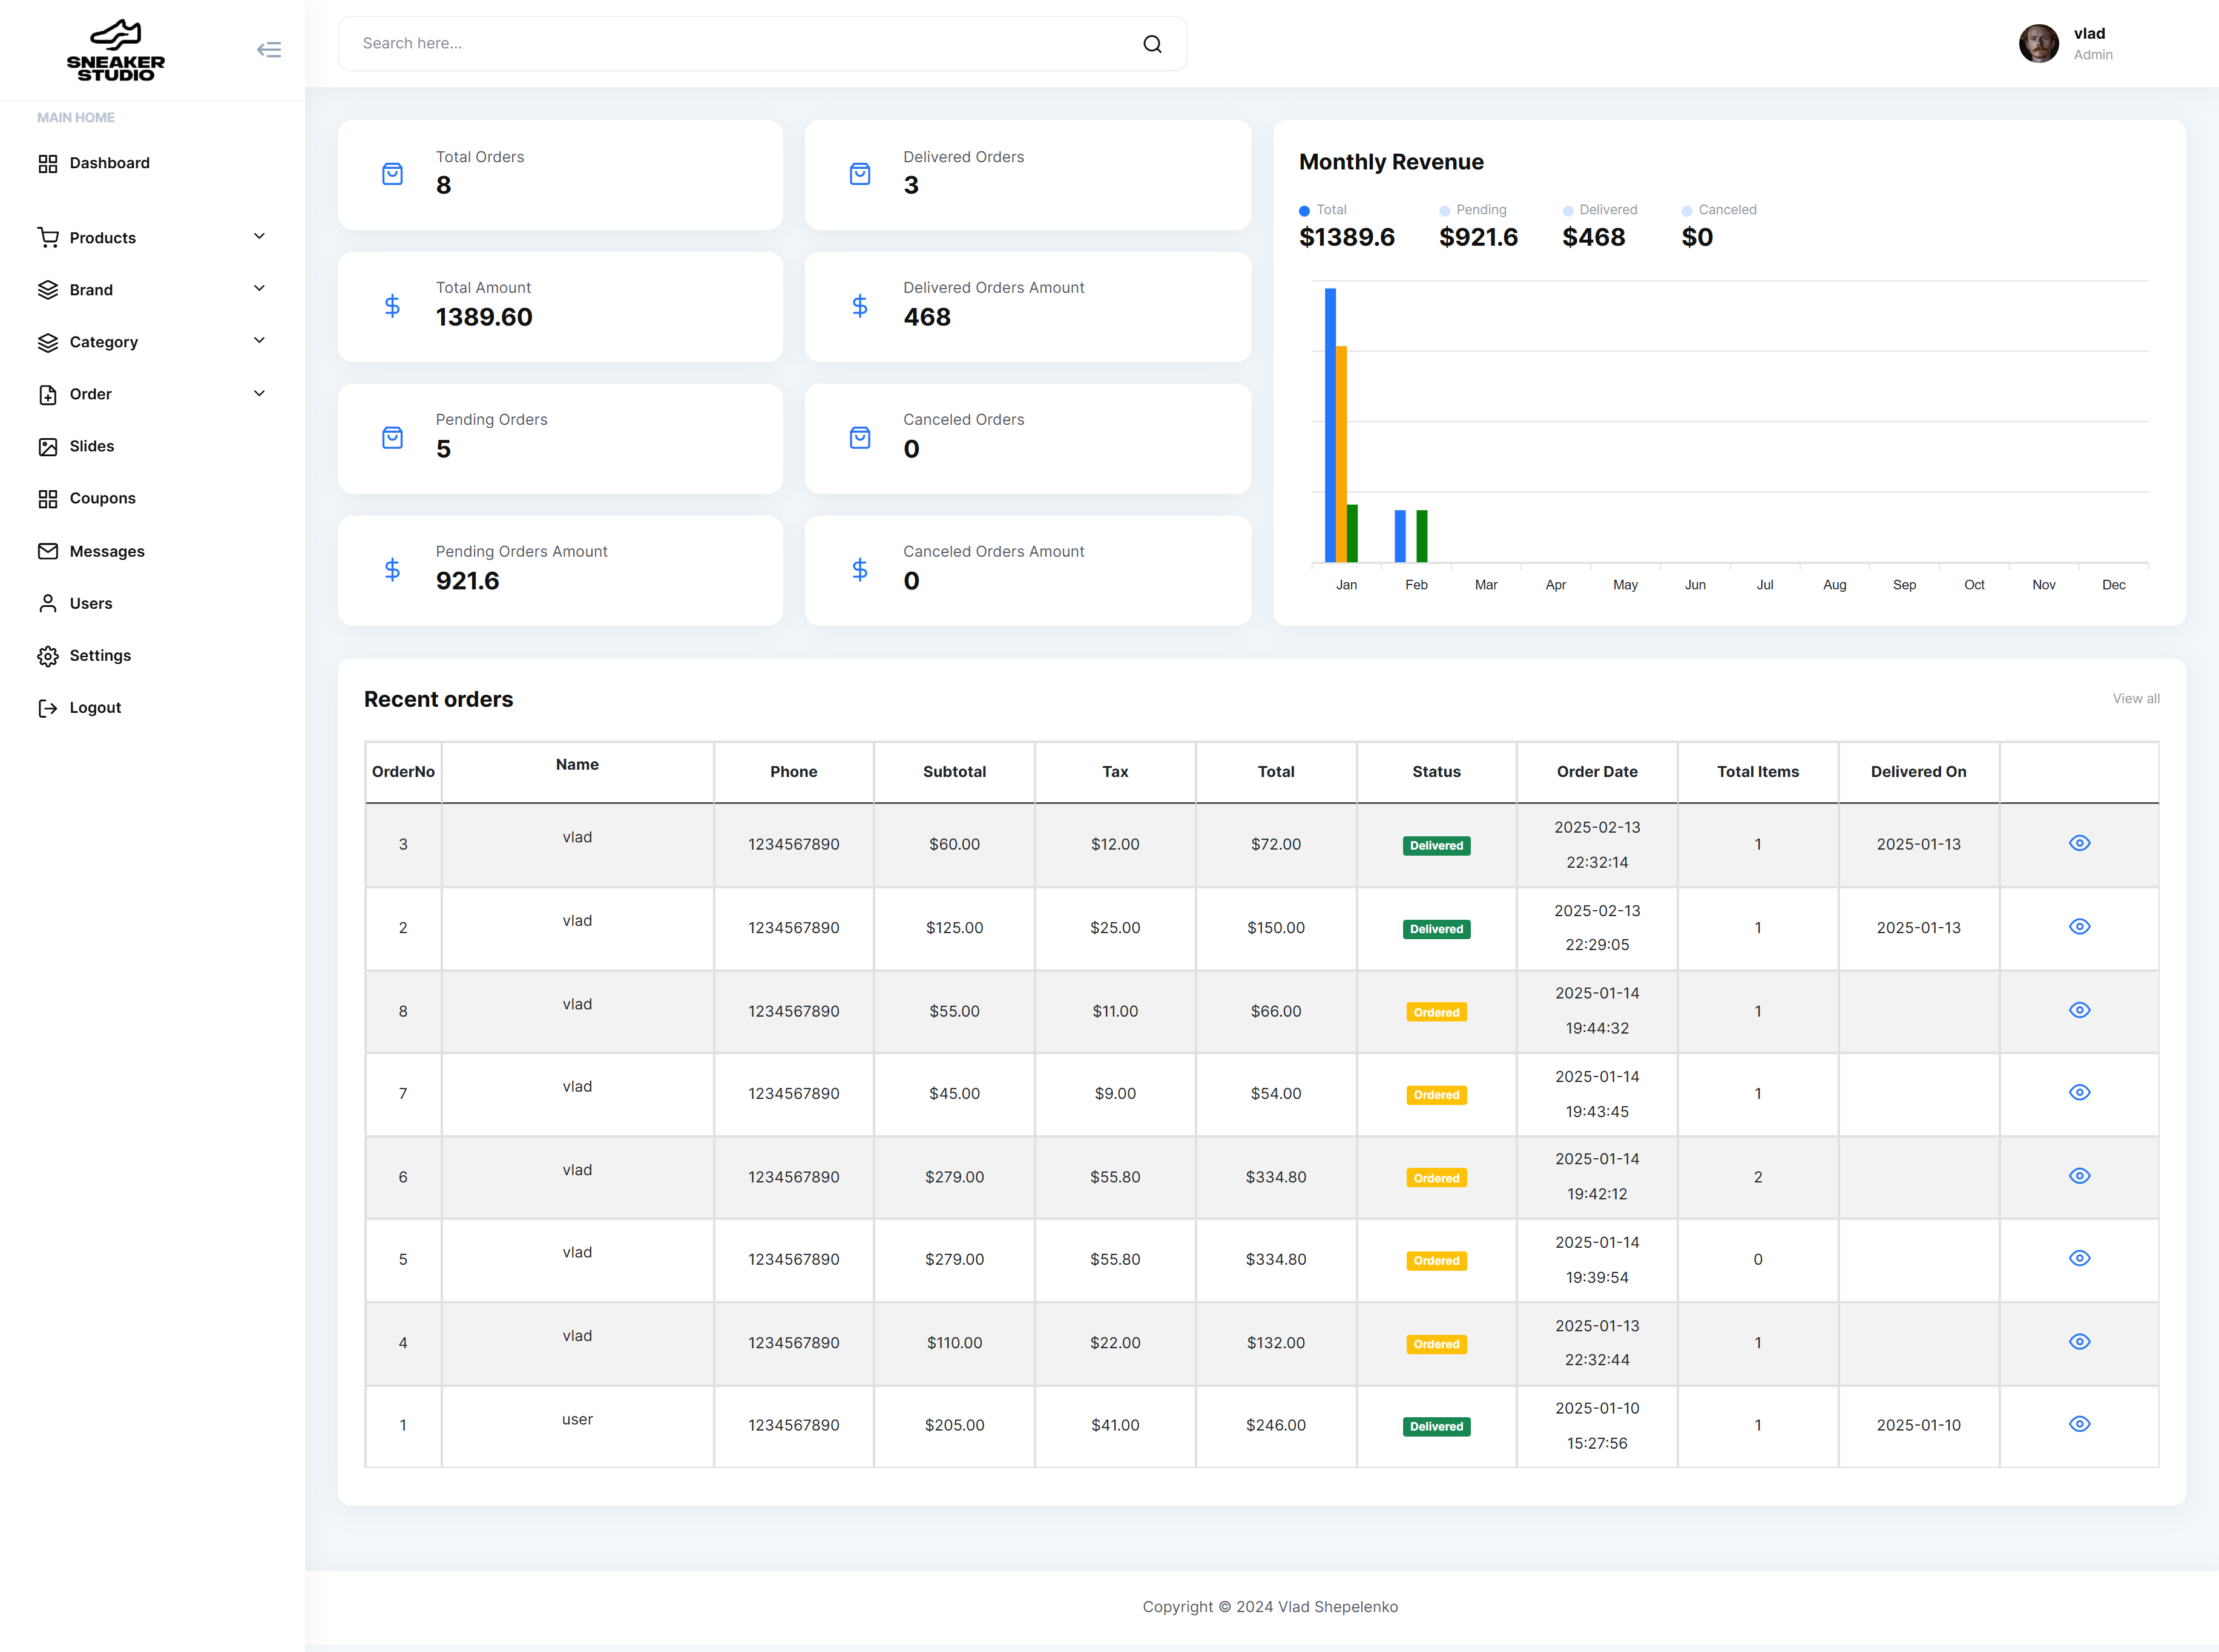 SNEAKER
STUDIO
Search here...
vlad
Admin
MAIN HOME
Dashboard
Products
Brand
Category
Order
Slides
Coupons
Messages
Users
Settings
Logout
Total Orders
8
Delivered Orders
3
Total Amount
1389.60
Delivered Orders Amount
468
Pending Orders
5
Canceled Orders
0
Pending Orders Amount
921.6
Canceled Orders Amount
0
Monthly Revenue
Total Pending Delivered Canceled
$1389.6 $921.6 $468 $0
Jan Feb Mar Apr May Jun Jul Aug Sep Oct Nov Dec
Recent orders
View all
OrderNo Name Phone Subtotal Tax Total Status Order Date Total Items Delivered On
3 vlad 1234567890 $60.00 $12.00 $72.00 Delivered 2025-02-13 22:32:14 1 2025-01-13
2 vlad 1234567890 $125.00 $25.00 $150.00 Delivered 2025-02-13 22:29:05 1 2025-01-13
8 vlad 1234567890 $55.00 $11.00 $66.00 Ordered 2025-01-14 19:44:32 1
7 vlad 1234567890 $45.00 $9.00 $54.00 Ordered 2025-01-14 19:43:45 1
6 vlad 1234567890 $279.00 $55.80 $334.80 Ordered 2025-01-14 19:42:12 2
5 vlad 1234567890 $279.00 $55.80 $334.80 Ordered 2025-01-14 19:39:54 0
4 vlad 1234567890 $110.00 $22.00 $132.00 Ordered 2025-01-13 22:32:44 1
1 user 1234567890 $205.00 $41.00 $246.00 Delivered 2025-01-10 15:27:56 1 2025-01-10
Copyright © 2024 Vlad Shepelenko